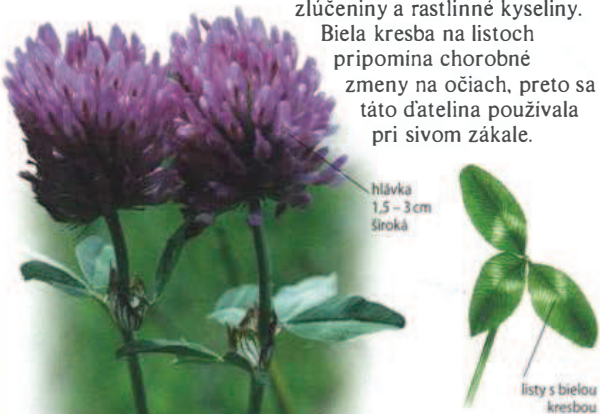 zlúčeniny a rastlinné kyseliny.
Biela kresba na listoch
pripomína chorobné
zmeny na očiach, preto sa
táto ďatelina používala
pri sivom zákale.
hlávka
1,5 – 3 cm
široká
listy s bielou
kresbou